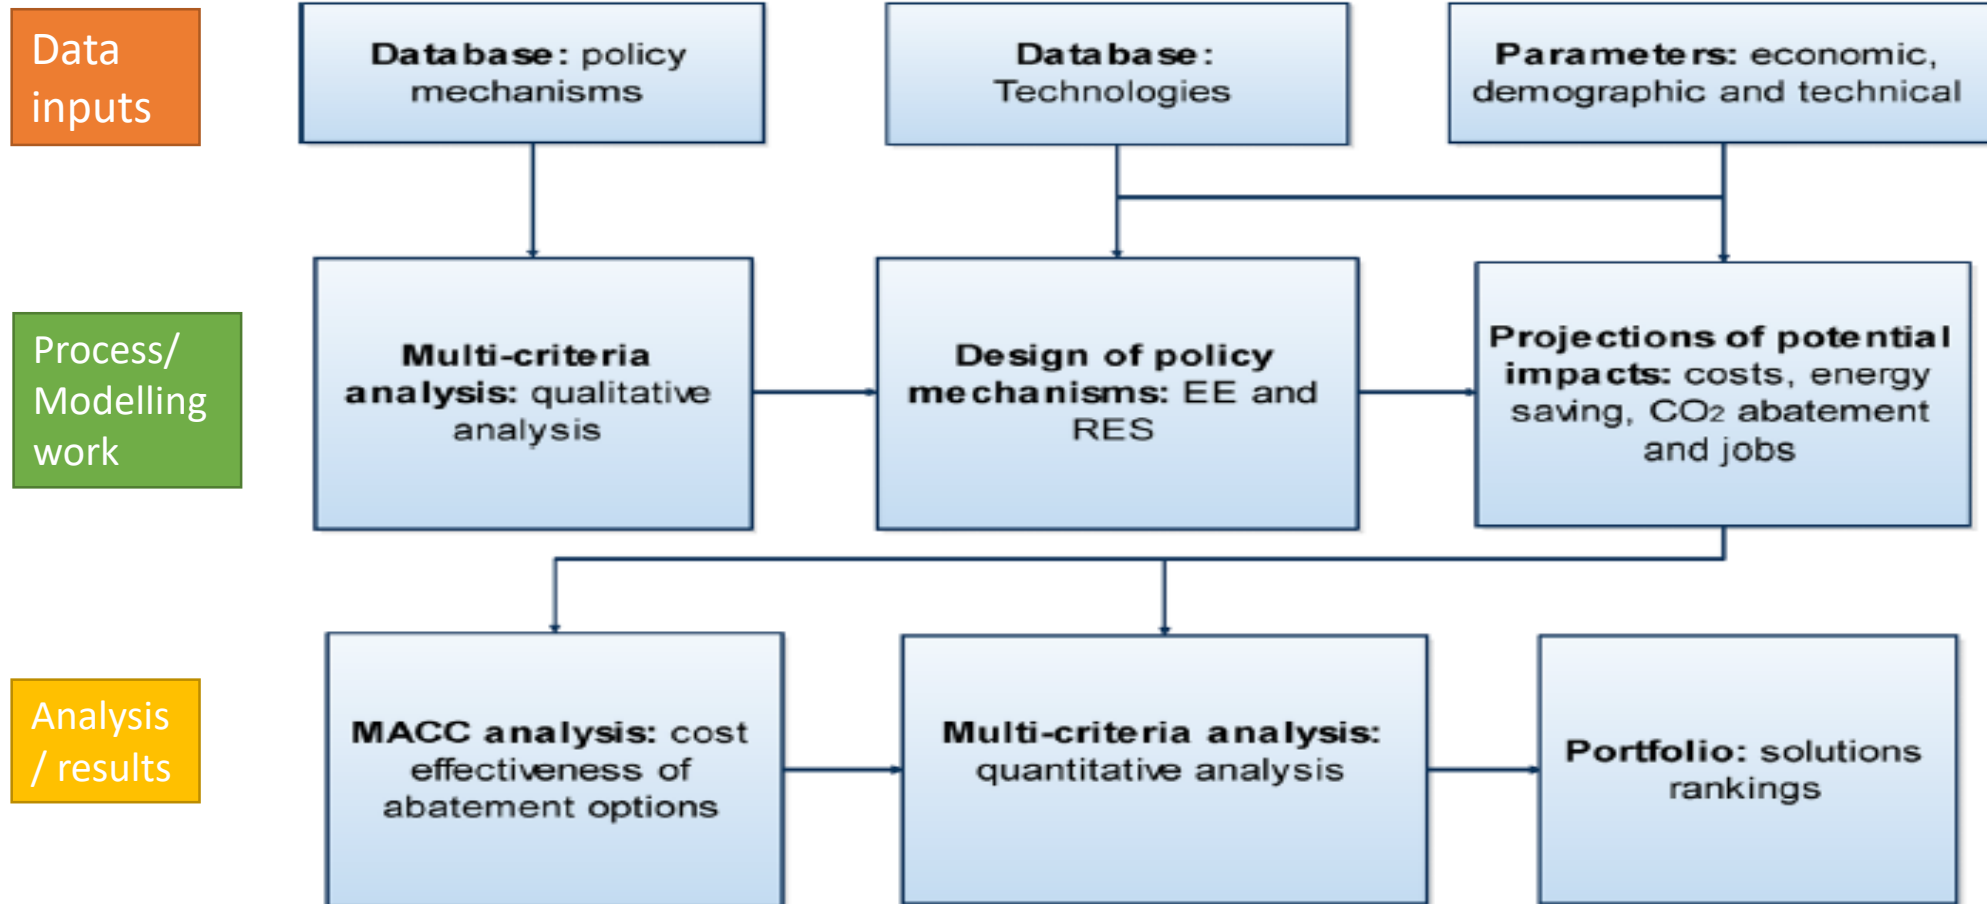 Data
inputs
Database: policy
mechanisms
Database:
Technologies
Parameters: economic,
demographic and technical
Process/
Modelling
work
Multi-criteria
analysis: qualitative
analysis
Design of policy
mechanisms: EE and
RES
Projections of potential
impacts: costs, energy
saving, CO2 abatement
and jobs
Analysis
/ results
MACC analysis: cost
effectiveness of
abatement options
Multi-criteria analysis:
quantitative analysis
Portfolio: solutions
rankings